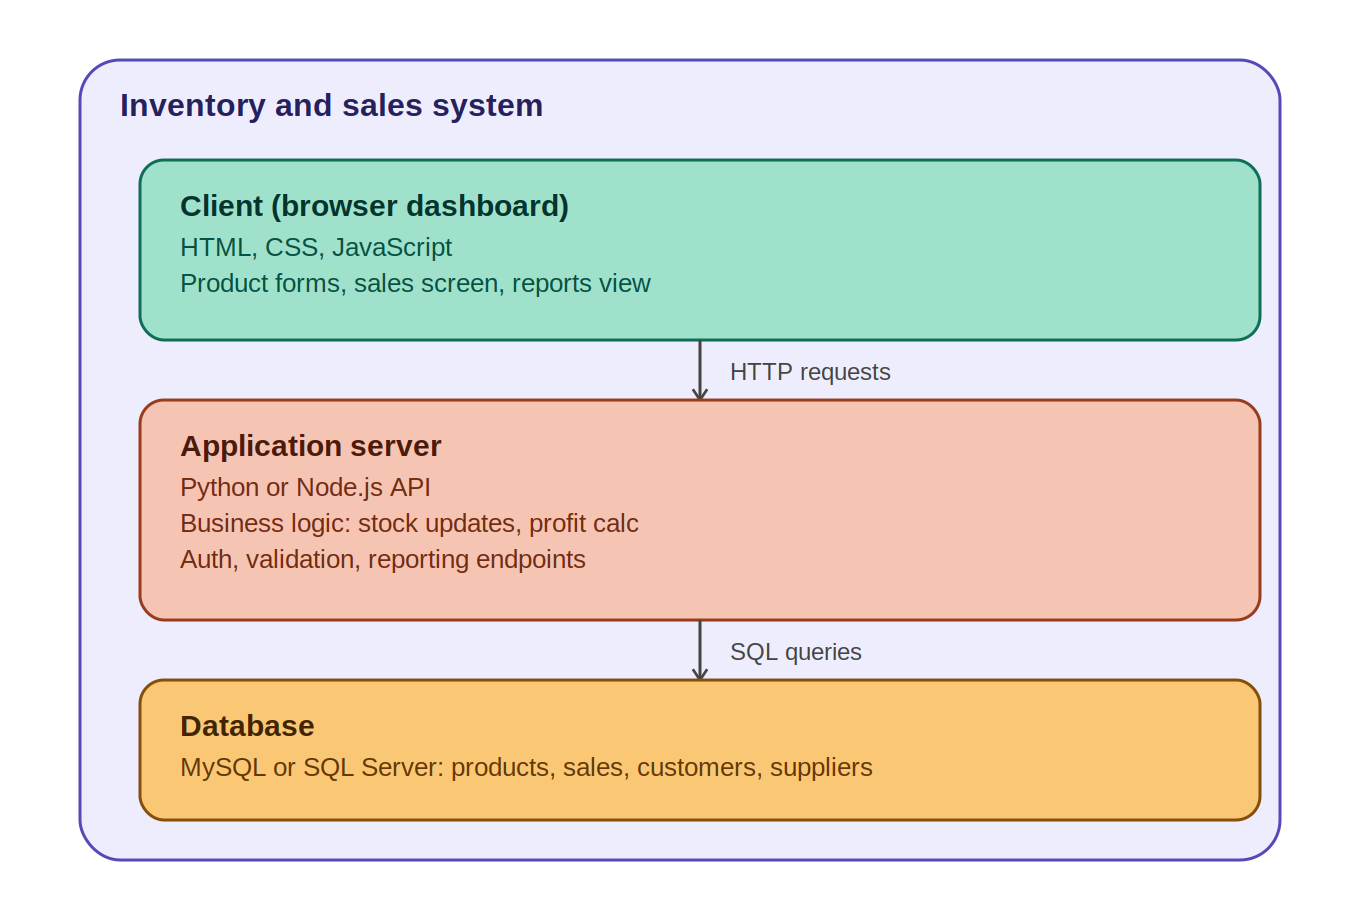 Inventory and sales system
Client (browser dashboard)
HTML, CSS, JavaScript
Product forms, sales screen, reports view
HTTP requests
Application server
Python or Node.js API
Business logic: stock updates, profit calc
Auth, validation, reporting endpoints
SQL queries
Database
MySQL or SQL Server: products, sales, customers, suppliers